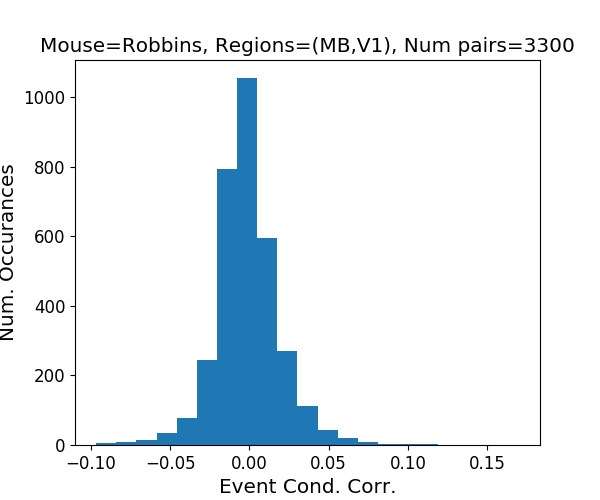 Mouse=Robbins, Regions=(MB,V1), Num pairs=3300
Num. Occurances
1000
800
600
400
200
0
−0.10 −0.05 0.00 0.05 0.10 0.15
Event Cond. Corr.